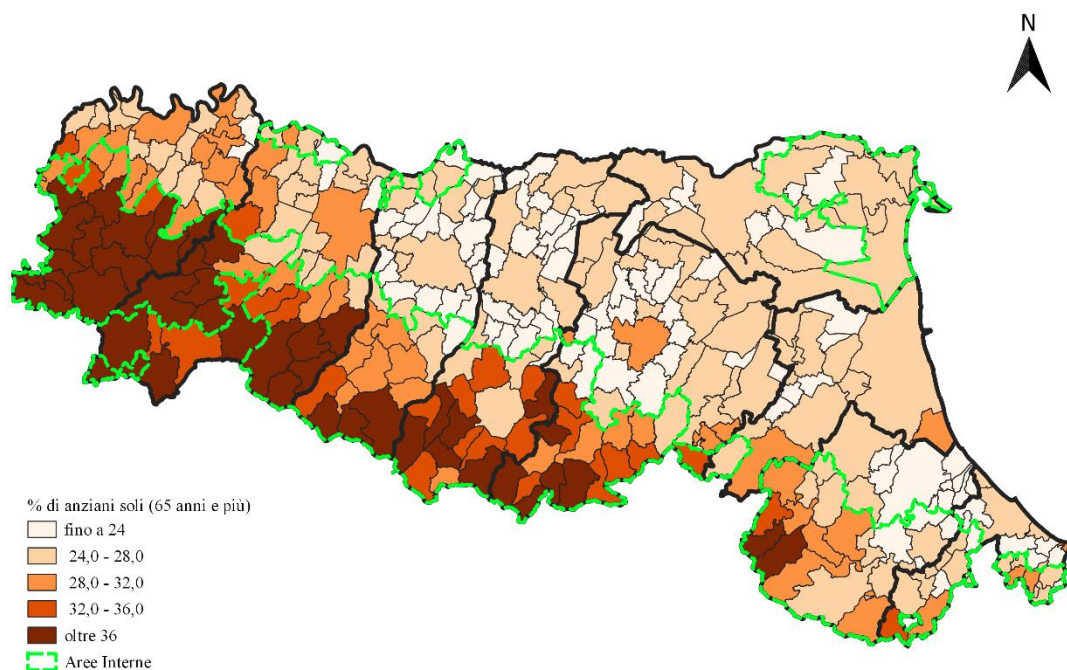 N
% di anziani soli (65 anni e più)
fino a 24
24,0 - 28,0
28,0 - 32,0
32,0 - 36,0
oltre 36
Aree Interne